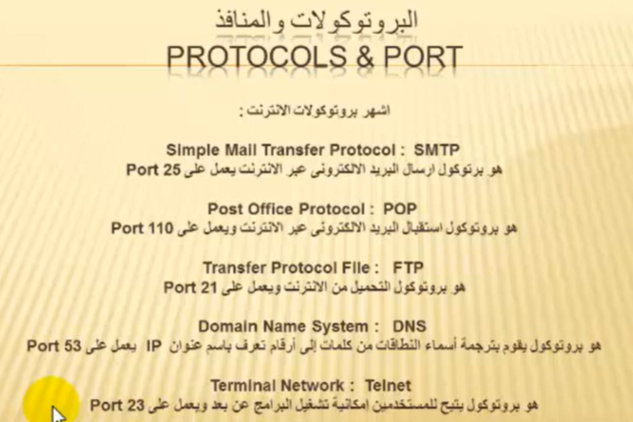 البروتوكولات والمنافذ
PROTOCOLS & PORT
اشهر بروتوكولات الانترنت :
Simple Mail Transfer Protocol : SMTP
هو برتوكول ارسال البريد الالكترونى عبر الانترنت يعمل على Port 25
Post Office Protocol : POP
هو بروتوكول استقبال البريد الالكترونى عبر الانترنت ويعمل على Port 110
Transfer Protocol File : FTP
هو بروتوكول التحميل من الانترنت ويعمل على Port 21
Domain Name System : DNS
هو بروتوكول يقوم بترجمة أسماء النطاقات من كلمات إلى أرقام تعرف باسم عنوان IP يعمل على Port 53
Terminal Network : Telnet
هو بروتوكول يتيح للمستخدمين إمكانية تشغيل البرامج عن بعد ويعمل على Port 23